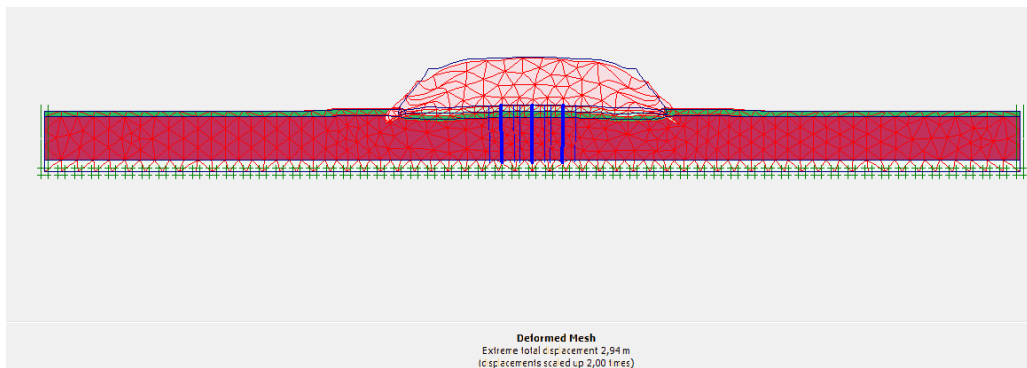 Deformed Mesh
Extreme total displacement 2,94 m
(displacements scaled up 2,00 times)